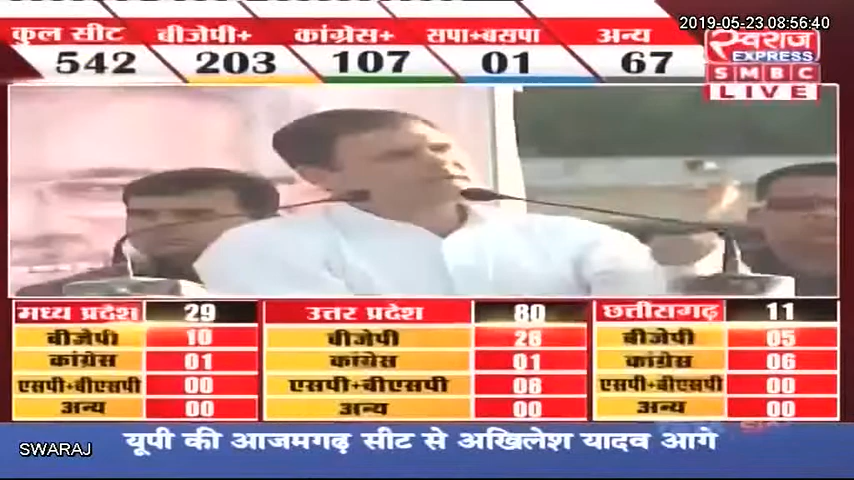 2019-05-23 08:56:40
कुल सीट बीजेपी+ कांग्रेस+ सपा+बसपा अन्य
542 203 107 01 67
स्वराज
EXPRESS
SMBC
LIVE
मध्य प्रदेश 29 उत्तर प्रदेश 80 छत्तीसगढ़ 11
बीजेपी 10 बीजेपी 26 बीजेपी 05
कांग्रेस 01 कांग्रेस 01 कांग्रेस 06
एसपी+बीएसपी 00 एसपी+बीएसपी 08 एसपी+बीएसपी 00
अन्य 00 अन्य 00 अन्य 00
SWARAJ
यूपी की आजमगढ़ सीट से अखिलेश यादव आगे